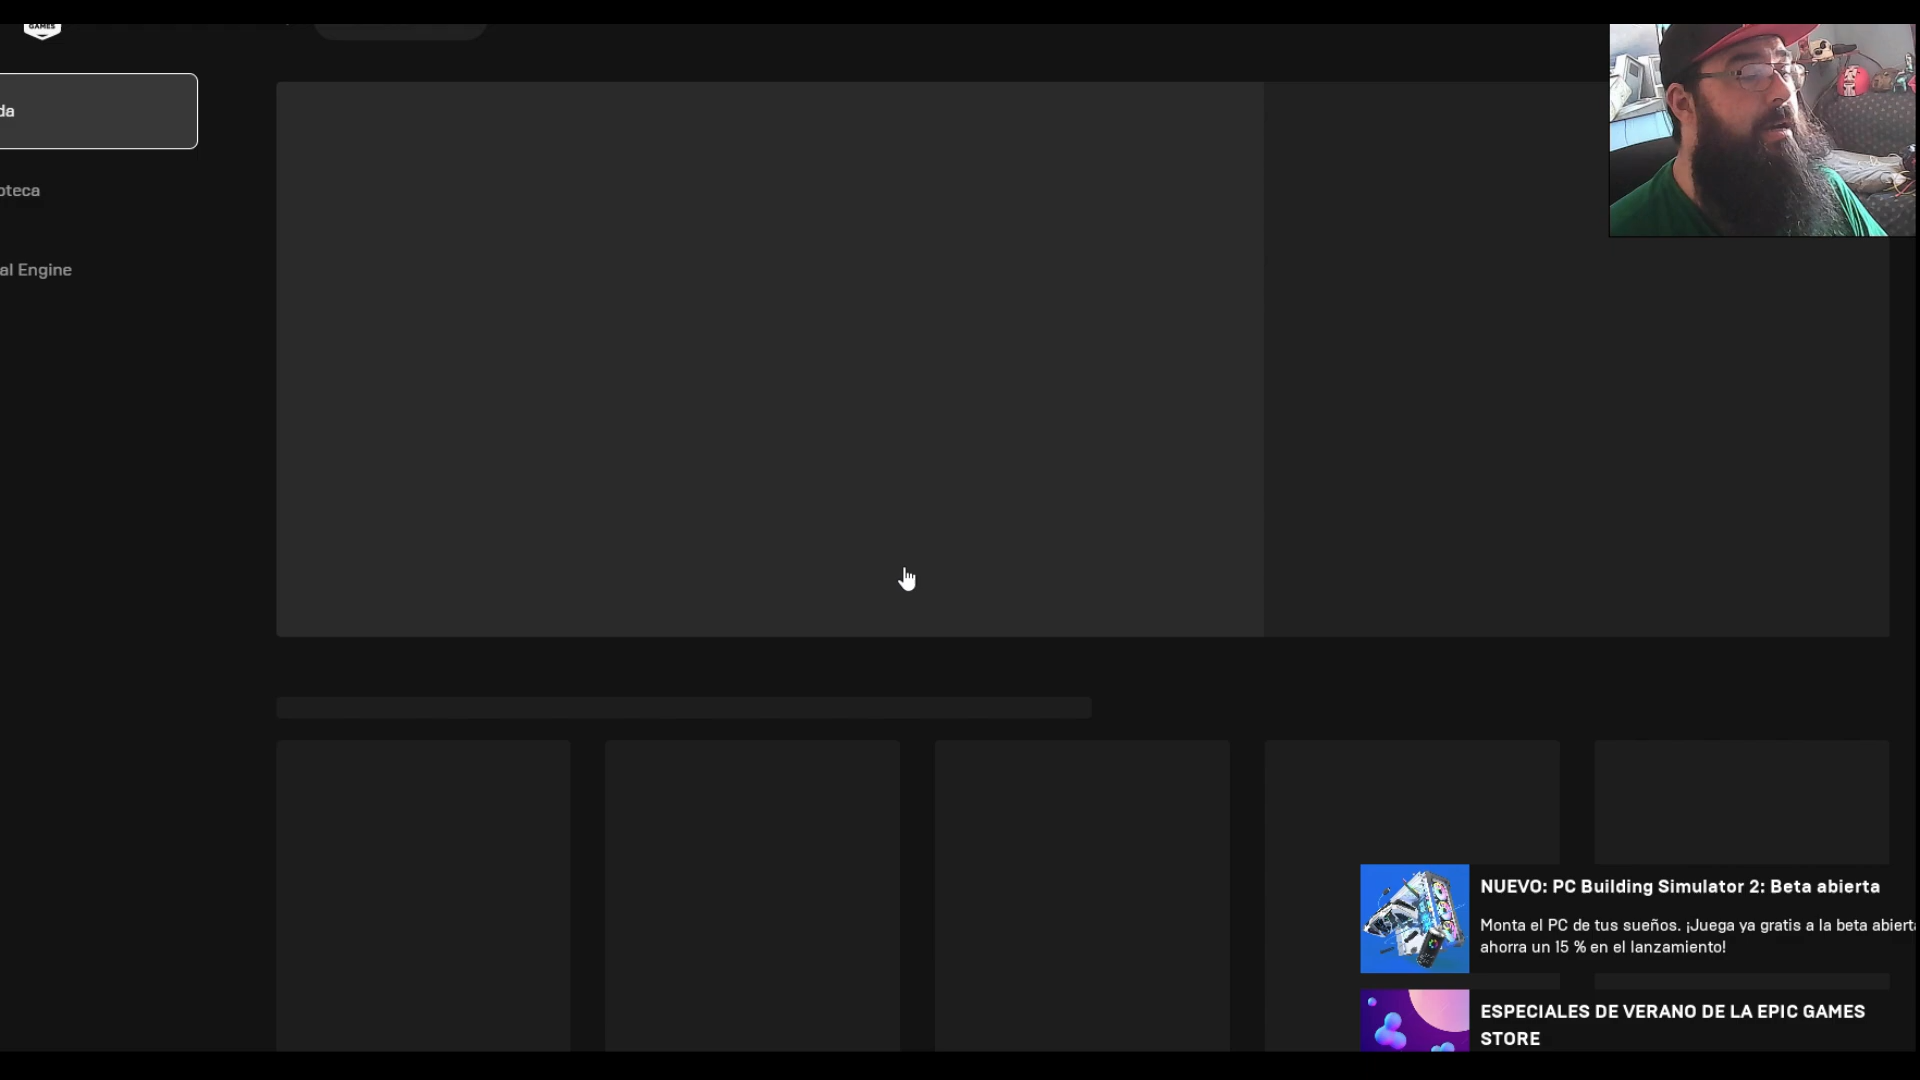 GAMES
da
oteca
al Engine
NUEVO: PC Building Simulator 2: Beta abierta
Monta el PC de tus sueños. ¡Juega ya gratis a la beta abierta
ahorra un 15 % en el lanzamiento!
ESPECIALES DE VERANO DE LA EPIC GAMES
STORE